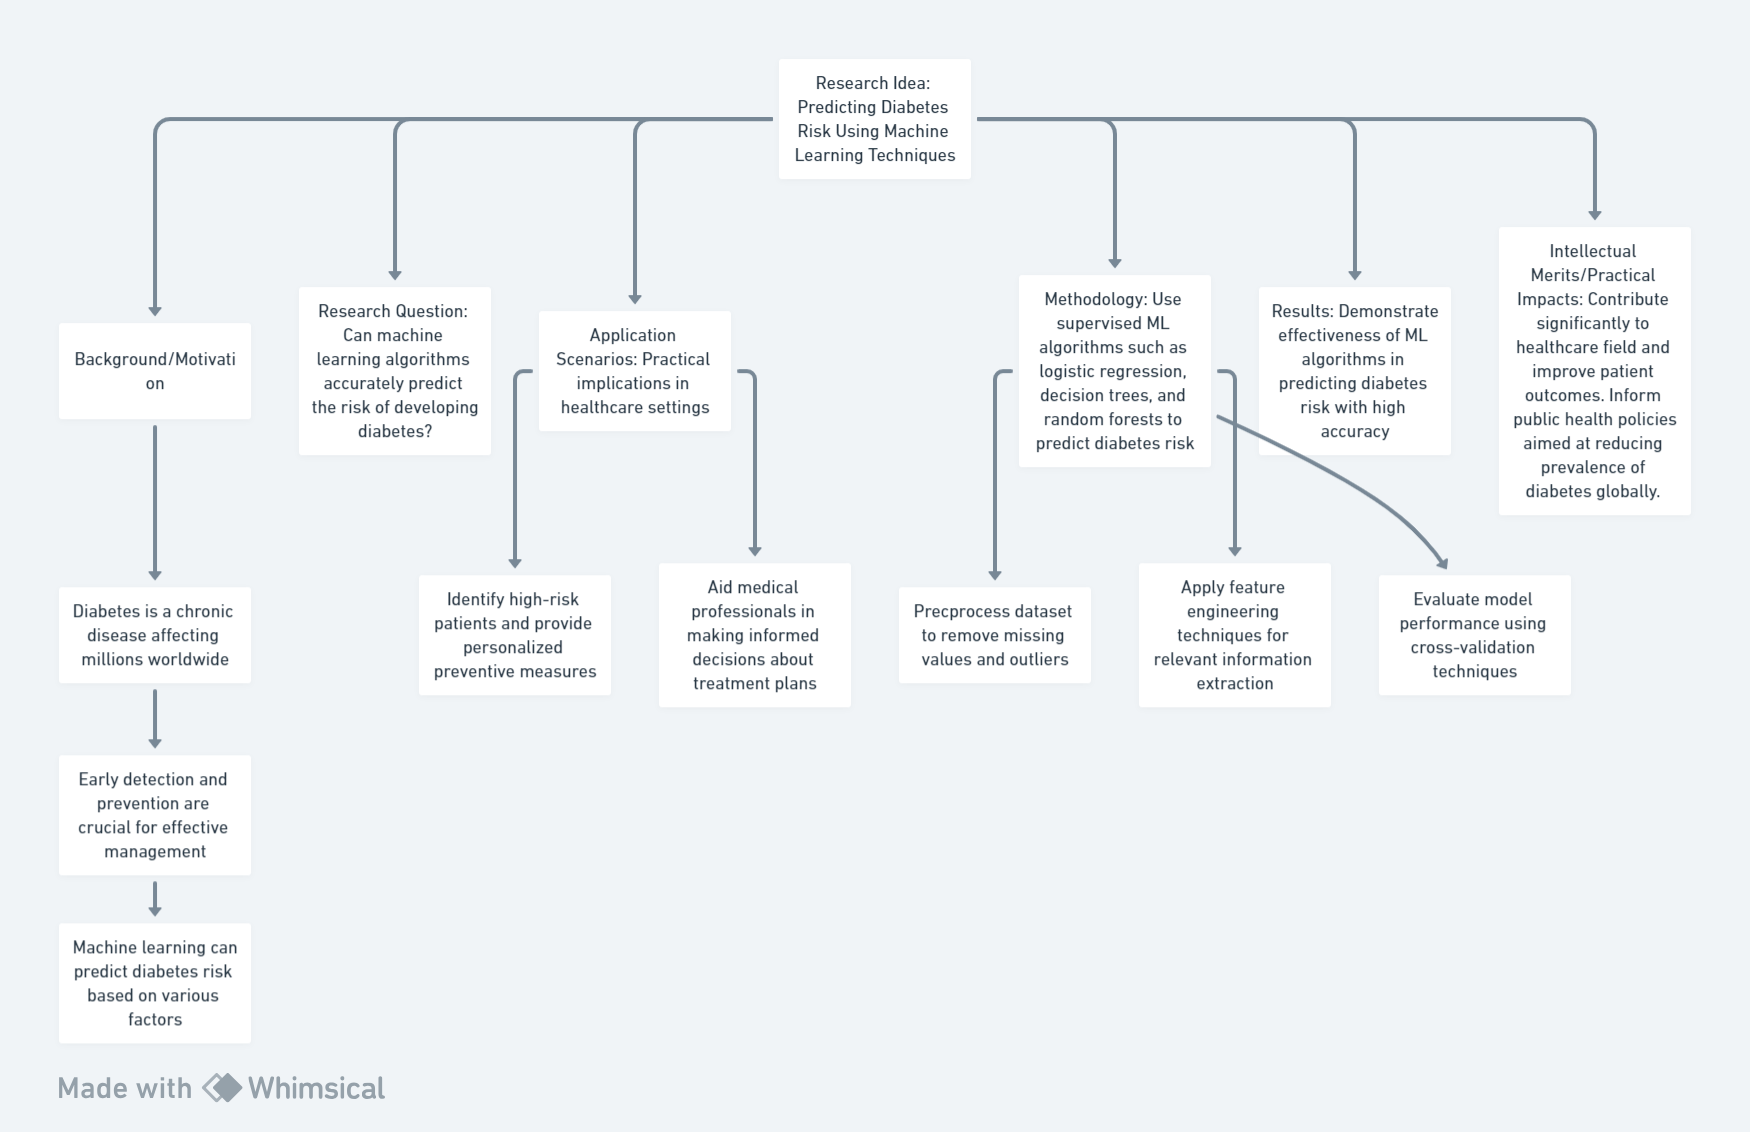 Research Idea:
Predicting Diabetes
Risk Using Machine
Learning Techniques
Background/Motivati
on
Research Question:
Can machine
learning algorithms
accurately predict
the risk of developing
diabetes?
Application
Scenarios: Practical
implications in
healthcare settings
Methodology: Use
supervised ML
algorithms such as
logistic regression,
decision trees, and
random forests to
predict diabetes risk
Results: Demonstrate
effectiveness of ML
algorithms in
predicting diabetes
risk with high
accuracy
Intellectual
Merits/Practical
Impacts: Contribute
significantly to
healthcare field and
improve patient
outcomes. Inform
public health policies
aimed at reducing
prevalence of
diabetes globally.
Diabetes is a chronic
disease affecting
millions worldwide
Identify high-risk
patients and provide
personalized
preventive measures
Aid medical
professionals in
making informed
decisions about
treatment plans
Precprocess dataset
to remove missing
values and outliers
Apply feature
engineering
techniques for
relevant information
extraction
Evaluate model
performance using
cross-validation
techniques
Early detection and
prevention are
crucial for effective
management
Machine learning can
predict diabetes risk
based on various
factors
Made with Whimsical